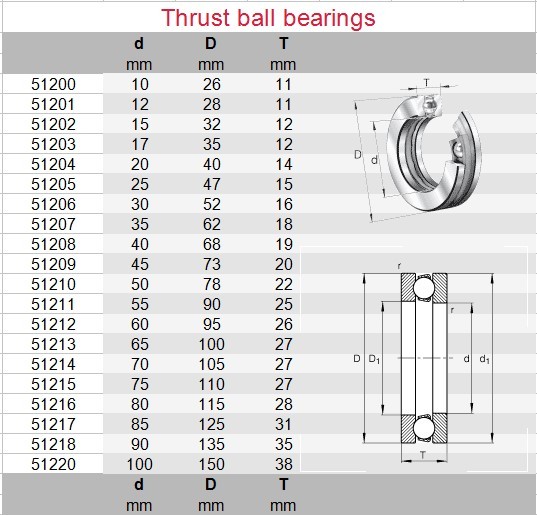 Thrust ball bearings
d D T
mm mm mm
51200 10 26 11
51201 12 28 11
51202 15 32 12
51203 17 35 12
51204 20 40 14
51205 25 47 15
51206 30 52 16
51207 35 62 18
51208 40 68 19
51209 45 73 20
51210 50 78 22
51211 55 90 25
51212 60 95 26
51213 65 100 27
51214 70 105 27
51215 75 110 27
51216 80 115 28
51217 85 125 31
51218 90 135 35
51220 100 150 38
d D T
mm mm mm
T
D d
r
r
D D₁ d d₁
T